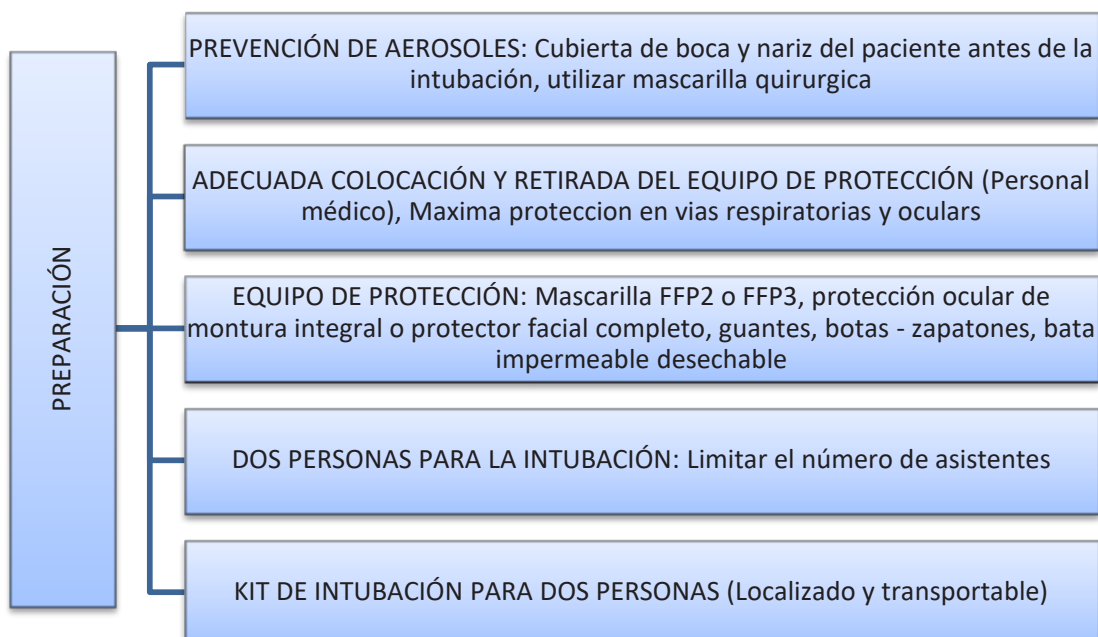 PREPARACIÓN
PREVENCIÓN DE AEROSOLES: Cubierta de boca y nariz del paciente antes de la
intubación, utilizar mascarilla quirurgica
ADECUADA COLOCACIÓN Y RETIRADA DEL EQUIPO DE PROTECCIÓN (Personal
médico), Maxima proteccion en vias respiratorias y oculars
EQUIPO DE PROTECCIÓN: Mascarilla FFP2 o FFP3, protección ocular de
montura integral o protector facial completo, guantes, botas - zapatones, bata
impermeable desechable
DOS PERSONAS PARA LA INTUBACIÓN: Limitar el número de asistentes
KIT DE INTUBACIÓN PARA DOS PERSONAS (Localizado y transportable)